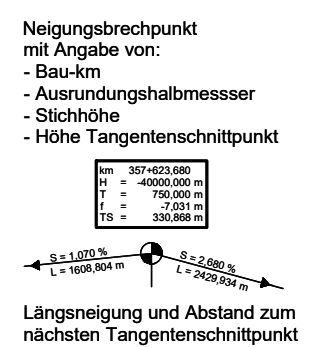 Neigungsbrechpunkt
mit Angabe von:
- Bau-km
- Ausrundungshalbmessser
- Stichhöhe
- Höhe Tangentenschnittpunkt
km 357+623,680
H = -40000,000 m
T = 750,000 m
f = -7,031 m
TS = 330,868 m
S = 1,070 %
L = 1608,804 m
S = 2,680 %
L = 2429,934 m
Längsneigung und Abstand zum
nächsten Tangentenschnittpunkt